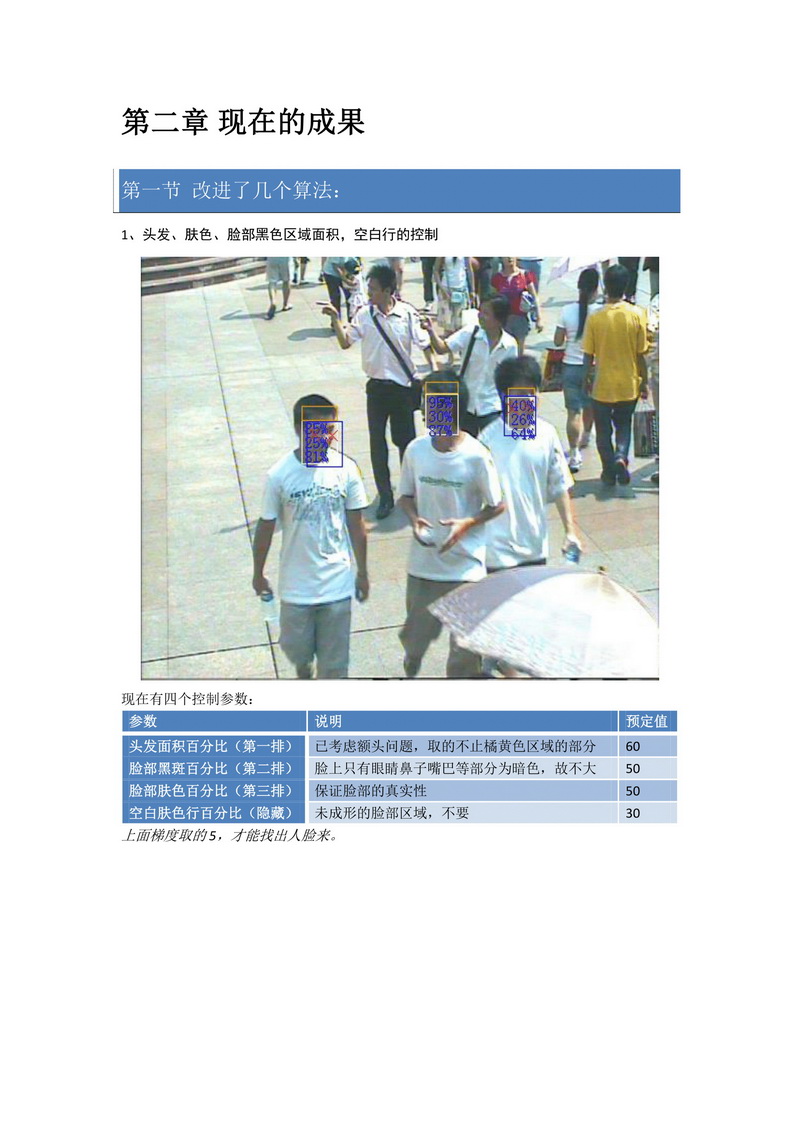 第二章 现在的成果
第一节 改进了几个算法：
1、头发、肤色、脸部黑色区域面积，空白行的控制
95%
30%
87%
40%
26%
64%
25%
81%
现在有四个控制参数：
参数 说明 预定值
头发面积百分比（第一排） 已考虑额头问题，取的不止橘黄色区域的部分 60
脸部黑斑百分比（第二排） 脸上只有眼睛鼻子嘴巴等部分为暗色，故不大 50
脸部肤色百分比（第三排） 保证脸部的真实性 50
空白肤色行百分比（隐藏） 未成形的脸部区域，不要 30
上面梯度取的 5，才能找出人脸来。